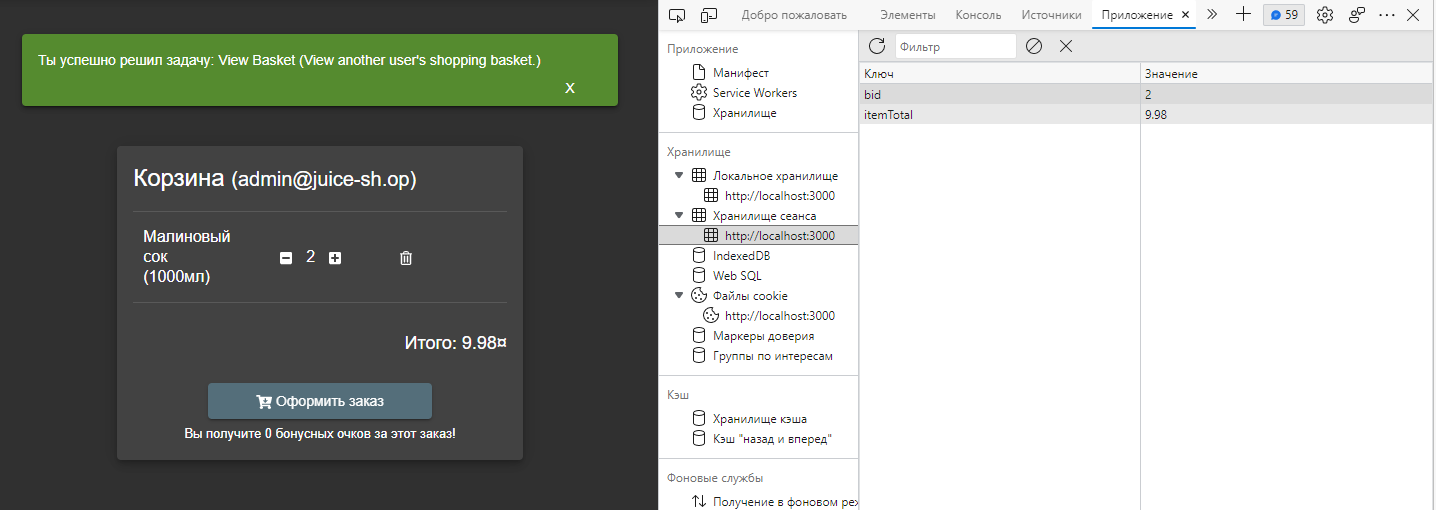 Ты успешно решил задачу: View Basket (View another user's shopping basket.)
X
Корзина (admin@juice-sh.op)
Малиновый
сок
(1000мл)
2
Итого: 9.98¤
Оформить заказ
Вы получите 0 бонусных очков за этот заказ!
Добро пожаловать Элементы Консоль Источники Приложение 59
Приложение
Манифест
Service Workers
Хранилище
Хранилище
Локальное хранилище
http://localhost:3000
Хранилище сеанса
http://localhost:3000
IndexedDB
Web SQL
Файлы cookie
http://localhost:3000
Маркеры доверия
Группы по интересам
Кэш
Хранилище кэша
Кэш "назад и вперед"
Фоновые службы
Получение в фоновом реж
Фильтр
Ключ Значение
bid 2
itemTotal 9.98